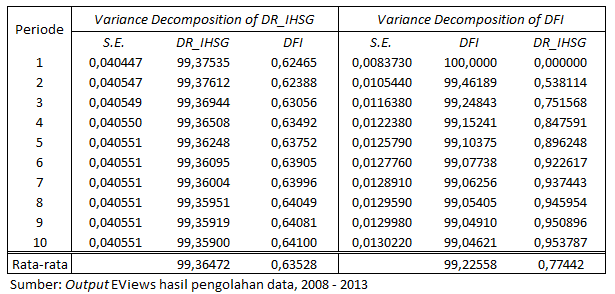 Periode Variance Decomposition of DR_IHSG Variance Decomposition of DFI
S.E. DR_IHSG DFI S.E. DFI DR_IHSG
1 0,040447 99,37535 0,62465 0,0083730 100,0000 0,000000
2 0,040547 99,37612 0,62388 0,0105440 99,46189 0,538114
3 0,040549 99,36944 0,63056 0,0116380 99,24843 0,751568
4 0,040550 99,36508 0,63492 0,0122380 99,15241 0,847591
5 0,040551 99,36248 0,63752 0,0125790 99,10375 0,896248
6 0,040551 99,36095 0,63905 0,0127760 99,07738 0,922617
7 0,040551 99,36004 0,63996 0,0128910 99,06256 0,937443
8 0,040551 99,35951 0,64049 0,0129590 99,05405 0,945954
9 0,040551 99,35919 0,64081 0,0129980 99,04910 0,950896
10 0,040551 99,35900 0,64100 0,0130220 99,04621 0,953787
Rata-rata 99,36472 0,63528 99,22558 0,77442
Sumber: Output EViews hasil pengolahan data, 2008 - 2013